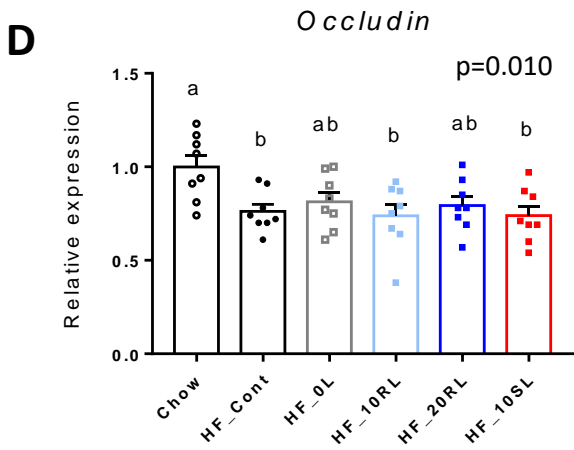 D
Occludin
p=0.010
Relative expression
1.5
1.0
0.5
0.0
a
b
ab
b
ab
b
Chow
HF_Cont
HF_0L
HF_10RL
HF_20RL
HF_10SL